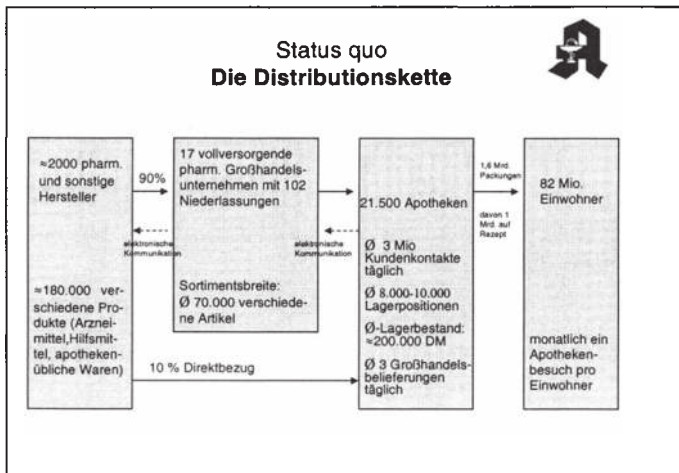 Status quo
Die Distributionskette
≈2000 pharm.
und sonstige
Hersteller
≈180.000 ver-
schiedene Pro-
dukte (Arznei-
mittel,Hilfsmit-
tel, apotheken-
übliche Waren)
90%
elektronische
Kommunikation
17 vollversorgende
pharm. Großhandels-
unternehmen mit 102
Niederlassungen
Sortimentsbreite:
Ø 70.000 verschiede-
ne Artikel
elektronische
Kommunikation
10 % Direktbezug
21.500 Apotheken
Ø 3 Mio
Kundenkontakte
täglich
Ø 8.000-10.000
Lagerpositionen
Ø-Lagerbestand:
≈200.000 DM
Ø 3 Großhandels-
belieferungen
täglich
1,6 Mrd.
Packungen
davon 1
Mrd. auf
Rezept
82 Mio.
Einwohner
monatlich ein
Apotheken-
besuch pro
Einwohner